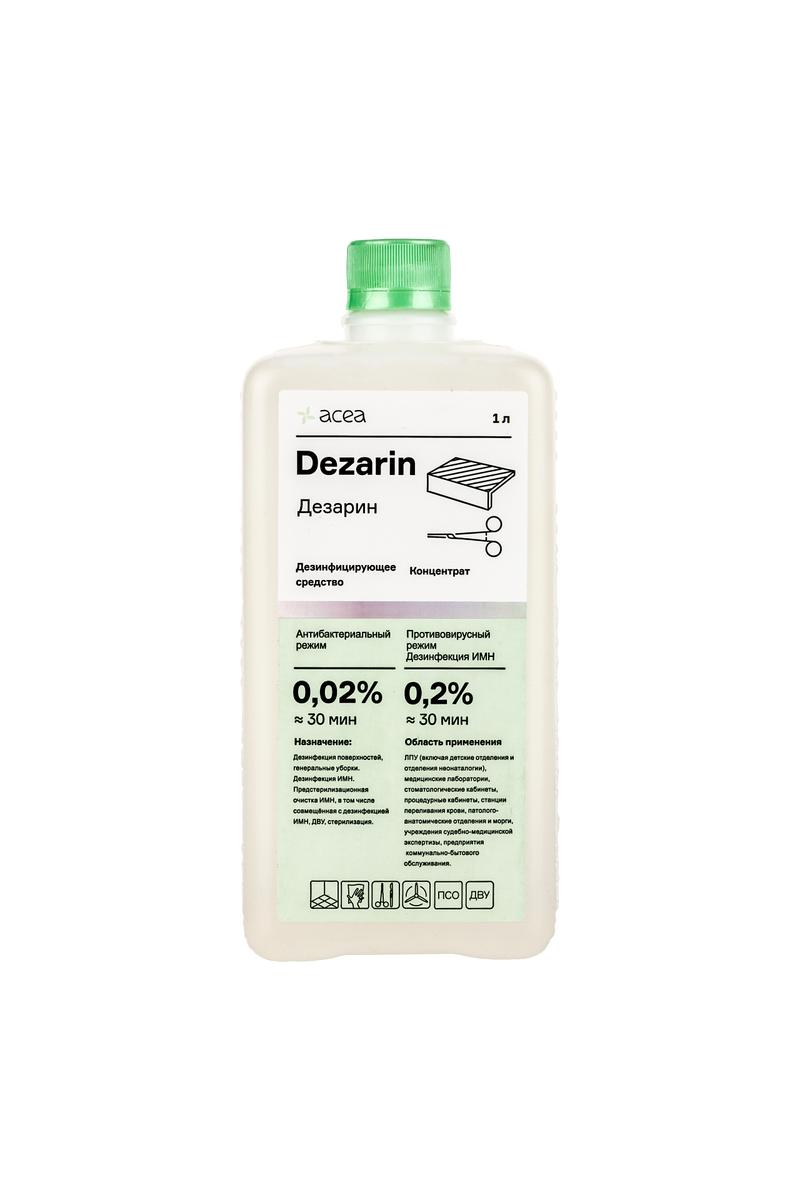 acea
1 л
Dezarin
Дезарин
Дезинфицирующее
средство
Концентрат
Антибактериальный
режим
0,02%
≈ 30 мин
Назначение:
Дезинфекция поверхностей,
генеральные уборки.
Дезинфекция ИМН.
Предстерилизационная
очистка ИМН, в том числе
совмещённая с дезинфекцией
ИМН, ДВУ, стерилизация.
Противовирусный
режим
Дезинфекция ИМН
0,2%
≈ 30 мин
Область применения
ЛПУ (включая детские отделения и
отделения неонаталогии),
медицинские лаборатории,
стоматологические кабинеты,
процедурные кабинеты, станции
переливания крови, патолого-
анатомические отделения и морги,
учреждения судебно-медицинской
экспертизы, предприятия
коммунально-бытового
обслуживания.
ПСО
ДВУ